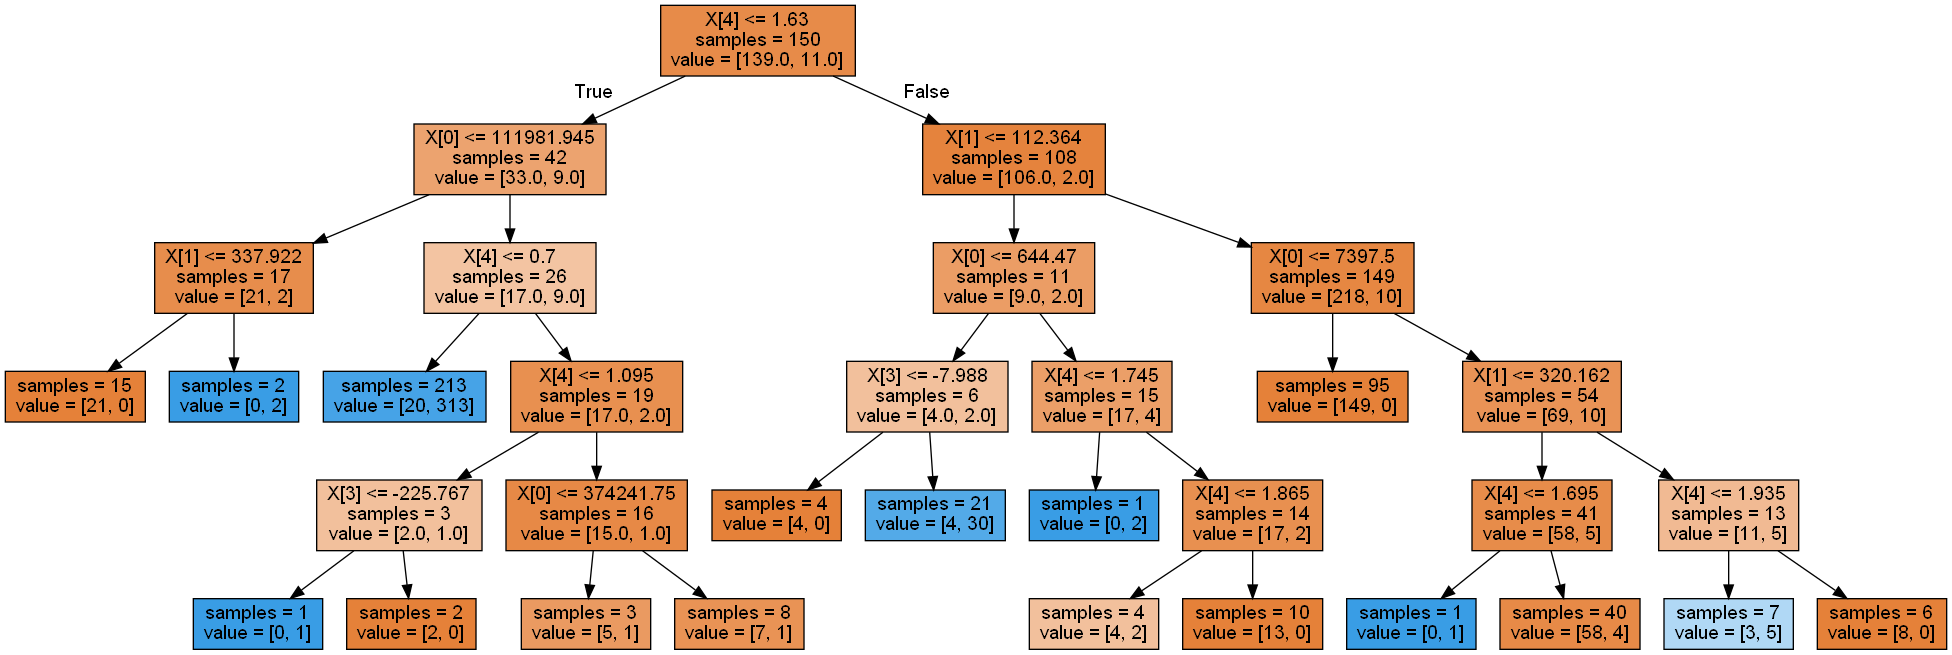 X[4] <= 1.63
samples = 150
value = [139.0, 11.0]
True
False
X[0] <= 111981.945
samples = 42
value = [33.0, 9.0]
X[1] <= 112.364
samples = 108
value = [106.0, 2.0]
X[1] <= 337.922
samples = 17
value = [21, 2]
X[4] <= 0.7
samples = 26
value = [17.0, 9.0]
X[0] <= 644.47
samples = 11
value = [9.0, 2.0]
X[0] <= 7397.5
samples = 149
value = [218, 10]
samples = 15
value = [21, 0]
samples = 2
value = [0, 2]
samples = 213
value = [20, 313]
X[4] <= 1.095
samples = 19
value = [17.0, 2.0]
X[3] <= -7.988
samples = 6
value = [4.0, 2.0]
X[4] <= 1.745
samples = 15
value = [17, 4]
samples = 95
value = [149, 0]
X[1] <= 320.162
samples = 54
value = [69, 10]
X[3] <= -225.767
samples = 3
value = [2.0, 1.0]
X[0] <= 374241.75
samples = 16
value = [15.0, 1.0]
samples = 4
value = [4, 0]
samples = 21
value = [4, 30]
samples = 1
value = [0, 2]
X[4] <= 1.865
samples = 14
value = [17, 2]
X[4] <= 1.695
samples = 41
value = [58, 5]
X[4] <= 1.935
samples = 13
value = [11, 5]
samples = 1
value = [0, 1]
samples = 2
value = [2, 0]
samples = 3
value = [5, 1]
samples = 8
value = [7, 1]
samples = 4
value = [4, 2]
samples = 10
value = [13, 0]
samples = 1
value = [0, 1]
samples = 40
value = [58, 4]
samples = 7
value = [3, 5]
samples = 6
value = [8, 0]